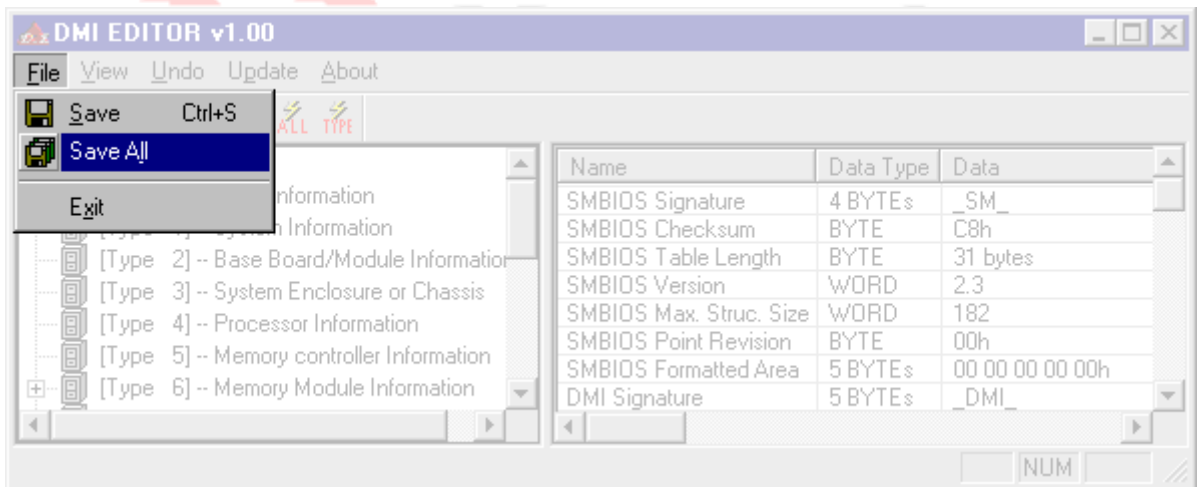 DMI EDITOR v1.00
File View Undo Update About
Save Ctrl+S
Save All
Exit
ALL TYPE
nformation
[Type 1] -- System Information
[Type 2] -- Base Board/Module Information
[Type 3] -- System Enclosure or Chassis
[Type 4] -- Processor Information
[Type 5] -- Memory controller Information
[Type 6] -- Memory Module Information
Name Data Type Data
SMBIOS Signature 4 BYTEs _SM_
SMBIOS Checksum BYTE C8h
SMBIOS Table Length BYTE 31 bytes
SMBIOS Version WORD 2.3
SMBIOS Max. Struc. Size WORD 182
SMBIOS Point Revision BYTE 00h
SMBIOS Formatted Area 5 BYTEs 00 00 00 00 00h
DMI Signature 5 BYTEs _DMI_
NUM